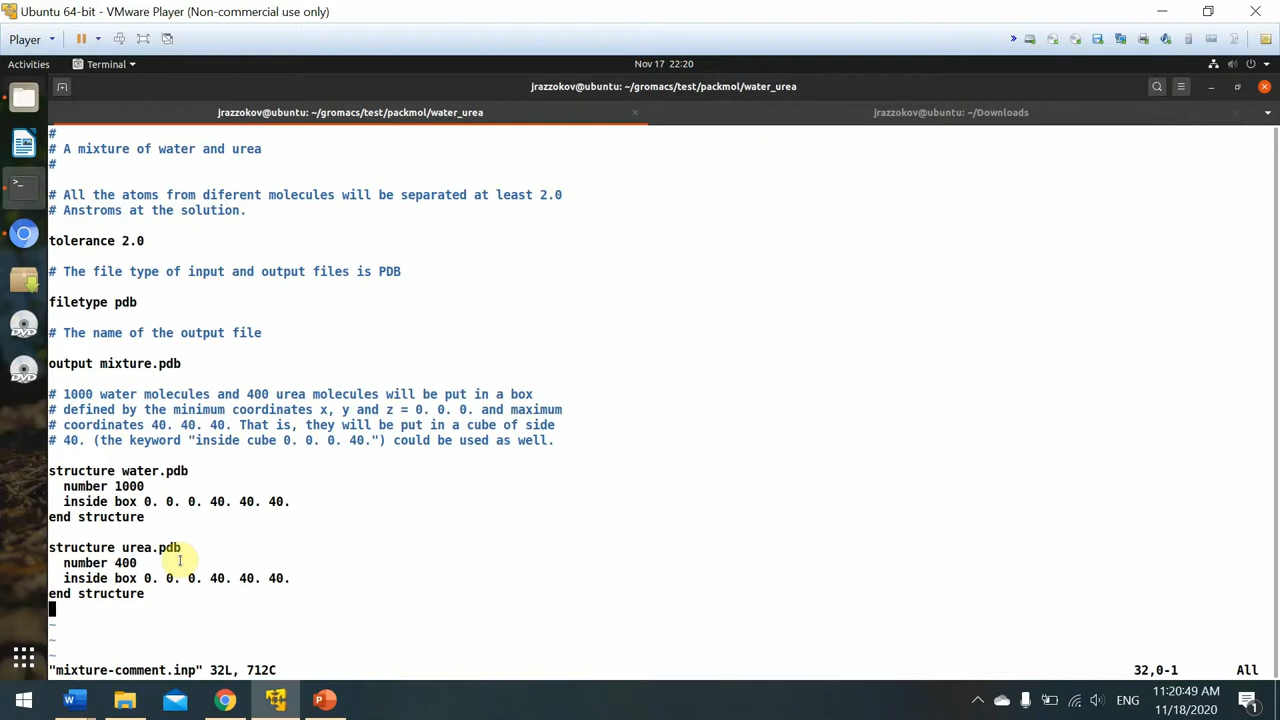 Ubuntu 64-bit - VMware Player (Non-commercial use only)
Player
Activities
Terminal
Nov 17 22:20
jrazzokov@ubuntu: ~/gromacs/test/packmol/water_urea
jrazzokov@ubuntu: ~/gromacs/test/packmol/water_urea
jrazzokov@ubuntu: ~/Downloads
#
# A mixture of water and urea
#
# All the atoms from diferent molecules will be separated at least 2.0
# Anstroms at the solution.
tolerance 2.0
# The file type of input and output files is PDB
filetype pdb
# The name of the output file
output mixture.pdb
# 1000 water molecules and 400 urea molecules will be put in a box
# defined by the minimum coordinates x, y and z = 0. 0. 0. and maximum
# coordinates 40. 40. 40. That is, they will be put in a cube of side
# 40. (the keyword "inside cube 0. 0. 0. 40.") could be used as well.
structure water.pdb
number 1000
inside box 0. 0. 0. 40. 40. 40.
end structure
structure urea.pdb
number 400
inside box 0. 0. 0. 40. 40. 40.
end structure
~
~
~
"mixture-comment.inp" 32L, 712C
32,0-1
All
DVD
DVD
ENG
11:20:49 AM
11/18/2020
1